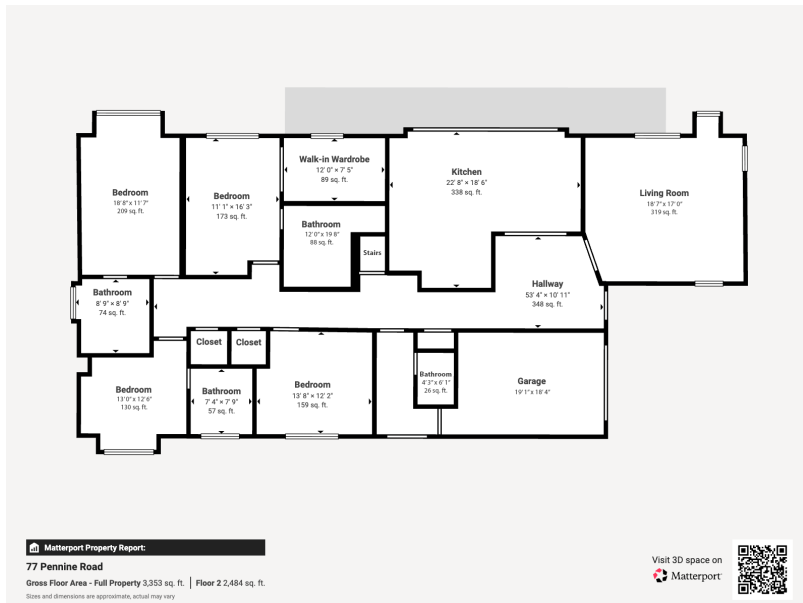 Walk-in Wardrobe
12' 0" × 7' 5"
89 sq. ft.
Kitchen
22' 8" × 18' 6"
338 sq. ft.
Bedroom
18'8" x 11'7"
209 sq. ft.
Bedroom
11' 1" × 16' 3"
173 sq. ft.
Living Room
18'7" x 17'0"
319 sq. ft.
Bathroom
12'0" x 19 8"
88 sq. ft.
Stairs
Bathroom
8' 9" × 8' 9"
74 sq. ft.
Hallway
53' 4" × 10' 11"
348 sq. ft.
Closet
Closet
Bedroom
13'0" x 12'6"
130 sq. ft.
Bathroom
7' 4" × 7' 9"
57 sq. ft.
Bedroom
13' 8" × 12' 2"
159 sq. ft.
Bathroom
4' 3" x 6' 1"
26 sq. ft.
Garage
19'1" x 18'4"
Matterport Property Report:
77 Pennine Road
Gross Floor Area - Full Property 3,353 sq. ft. | Floor 2 2,484 sq. ft.
Sizes and dimensions are approximate, actual may vary
Visit 3D space on
Matterport